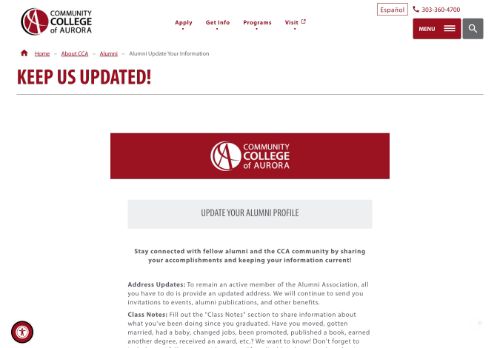 COMMUNITY
COLLEGE
of AURORA
Apply
Get Info
Programs
Visit
Español
303-360-4700
MENU
Home – About CCA – Alumni – Alumni Update Your Information
KEEP US UPDATED!
COMMUNITY
COLLEGE
of AURORA
UPDATE YOUR ALUMNI PROFILE
Stay connected with fellow alumni and the CCA community by sharing
your accomplishments and keeping your information current!
Address Updates: To remain an active member of the Alumni Association, all
you have to do is provide an updated address. We will continue to send you
invitations to events, alumni publications, and other benefits.
Class Notes: Fill out the "Class Notes" section to share information about
what you've been doing since you graduated. Have you moved, gotten
married, had a baby, changed jobs, been promoted, published a book, earned
another degree, received an award, etc.? We want to know! Don't forget to